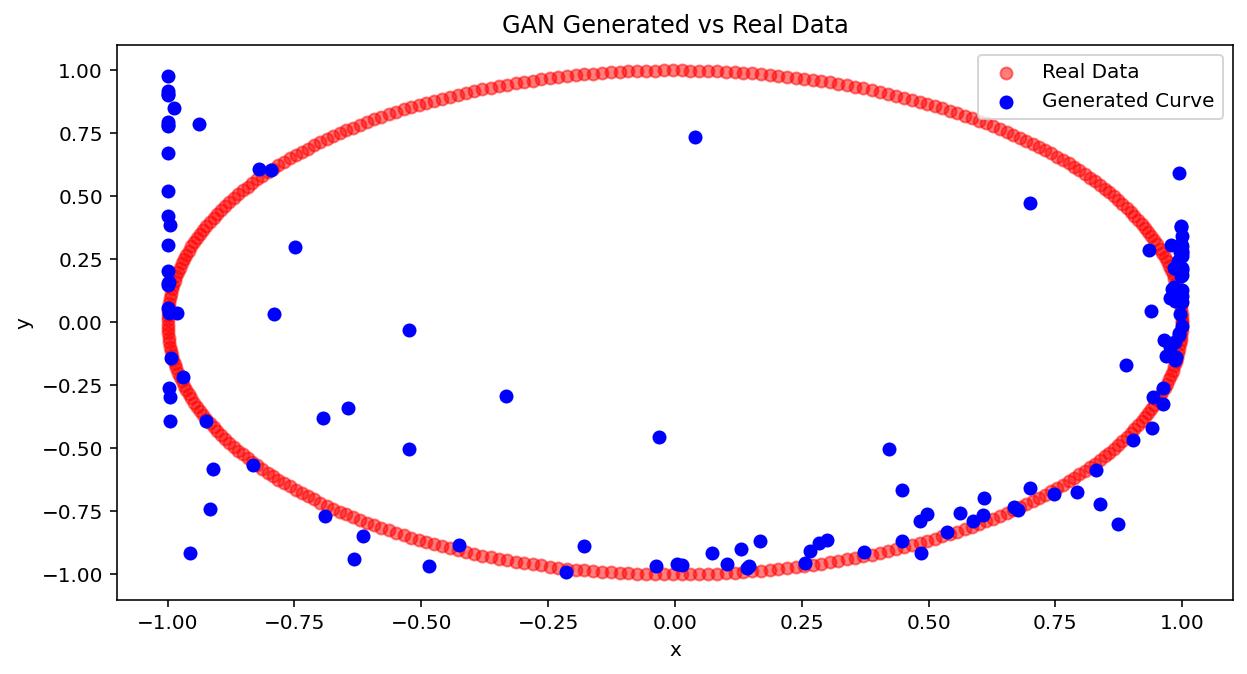 GAN Generated vs Real Data
Real Data
Generated Curve
1.00
0.75
0.50
0.25
0.00
−0.25
−0.50
−0.75
−1.00
y
−1.00 −0.75 −0.50 −0.25 0.00 0.25 0.50 0.75 1.00
x